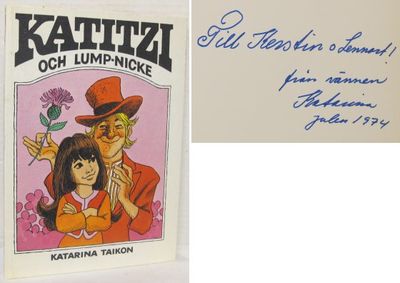 KATITZI
OCH LUMP-NICKE
KATARINA TAIKON
Till Kerstin o Lennart!
från vännen
Katarina
julen 1974